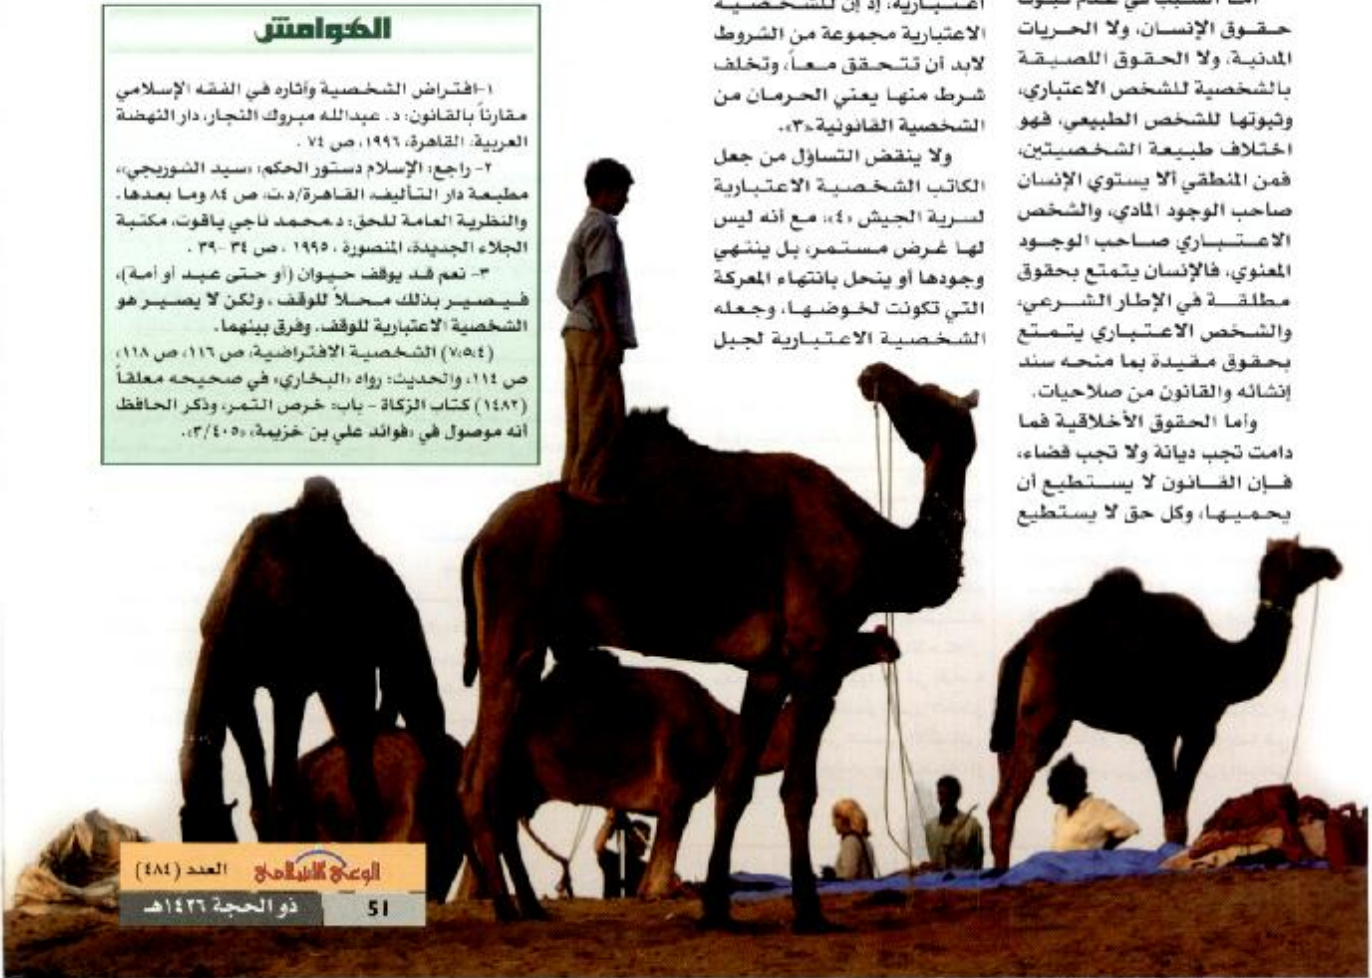 حقوق الإنسان، ولا الحريات
المدنية، ولا الحقوق اللصيقة
بالشخصية للشخص الاعتباري،
وثبوتها للشخص الطبيعي، فهو
اختلاف طبيعة الشخصيتين،
فمن المنطقي ألا يستوي الإنسان
صاحب الوجود المادي، والشخص
الاعتباري صاحب الوجود
المعنوي، فالإنسان يتمتع بحقوق
مطلقة في الإطار الشرعي،
والشخص الاعتباري يتمتع
بحقوق مقيدة بما منحه سند
إنشائه والقانون من صلاحيات.
وأما الحقوق الأخلاقية فما
دامت تجب ديانة ولا تجب قضاء،
فإن القانون لا يستطيع أن
يحميها، وكل حق لا يستطيع
اعتبارية، إذ إن للشخصية
الاعتبارية مجموعة من الشروط
لابد أن تتحقق معاً، وتخلف
شرط منها يعني الحرمان من
الشخصية القانونية«٣».
ولا ينقض التساؤل من جعل
الكاتب الشخصية الاعتبارية
لسرية الجيش «٤»، مع أنه ليس
لها غرض مستمر، بل ينتهي
وجودها أو ينحل بانتهاء المعركة
التي تكونت لخوضها، وجعله
الشخصية الاعتبارية لجبل
الهوامش
١-افتراض الشخصية وآثاره في الفقه الإسلامي
مقارناً بالقانون: د. عبدالله مبروك النجار، دار النهضة
العربية، القاهرة، ١٩٩٦، ص ٧٤ .
٢- راجع: الإسلام دستور الحكم: «سيد الشوربجي»،
مطبعة دار التأليف، القاهرة/د.ت، ص ٨٤ وما بعدها.
والنظرية العامة للحق: د.محمد ناجي ياقوت، مكتبة
الجلاء الجديدة، المنصورة ، ١٩٩٥ ، ص ٣٤ -٣٩ .
٣- نعم قد يوقف حيوان (أو حتى عبد أو أمة)،
فيصير بذلك محلاً للوقف ، ولكن لا يصير هو
الشخصية الاعتبارية للوقف، وفرق بينهما.
(٧،٥،٤) الشخصية الافتراضية، ص ١١٦، ص ١١٨،
ص ١١٤، والحديث: رواه «البخاري» في صحيحه معلقاً
(١٤٨٢) كتاب الزكاة - باب: خرص التمر، وذكر الحافظ
أنه موصول في «فوائد علي بن خزيمة» «٣/٤٠٥».
الوعي الإسلامي العدد (٤٨٤)
51 ذو الحجة ١٤٢٦هـ